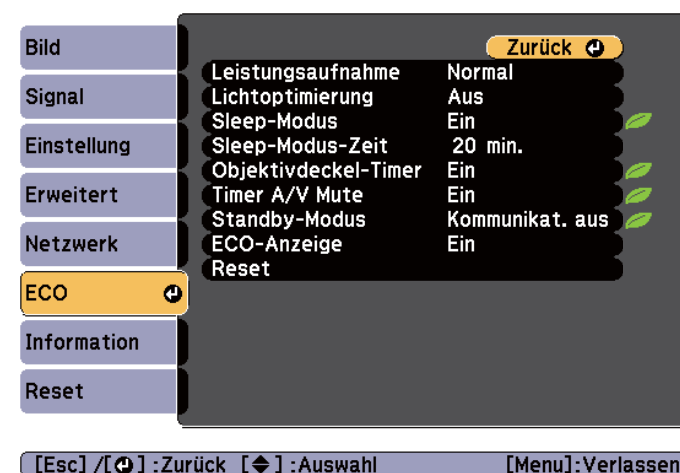 Bild
Signal
Einstellung
Erweitert
Netzwerk
ECO
Information
Reset
Zurück
Leistungsaufnahme Normal
Lichtoptimierung Aus
Sleep-Modus Ein
Sleep-Modus-Zeit 20 min.
Objektivdeckel-Timer Ein
Timer A/V Mute Ein
Standby-Modus Kommunikat. aus
ECO-Anzeige Ein
Reset
[Esc] /[ ] :Zurück [ ] :Auswahl [Menu]:Verlassen